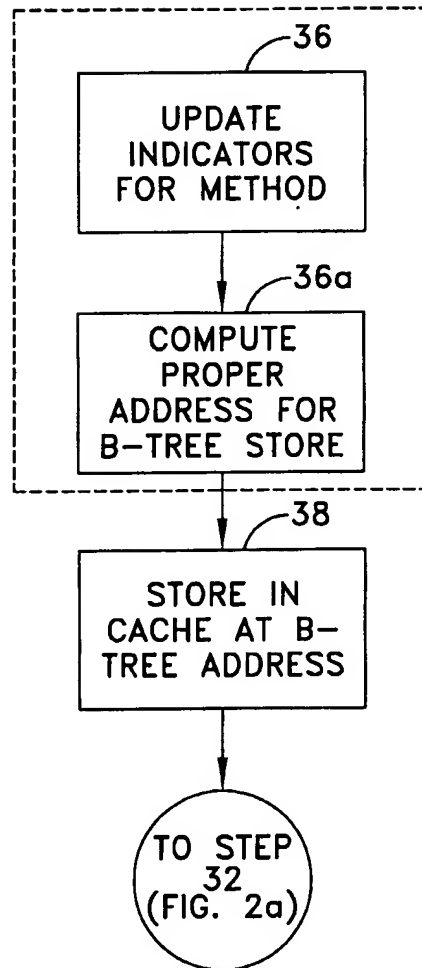 36
UPDATE
INDICATORS
FOR METHOD
36a
COMPUTE
PROPER
ADDRESS FOR
B-TREE STORE
38
STORE IN
CACHE AT B-
TREE ADDRESS
TO STEP
32
(FIG. 2a)